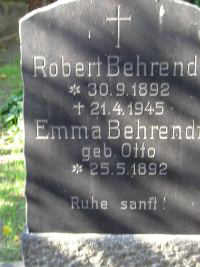 Robert Behrend
* 30.9.1892
† 21.4.1945
Emma Behrendt
geb. Otto
* 25.5.1892
Ruhe sanft!